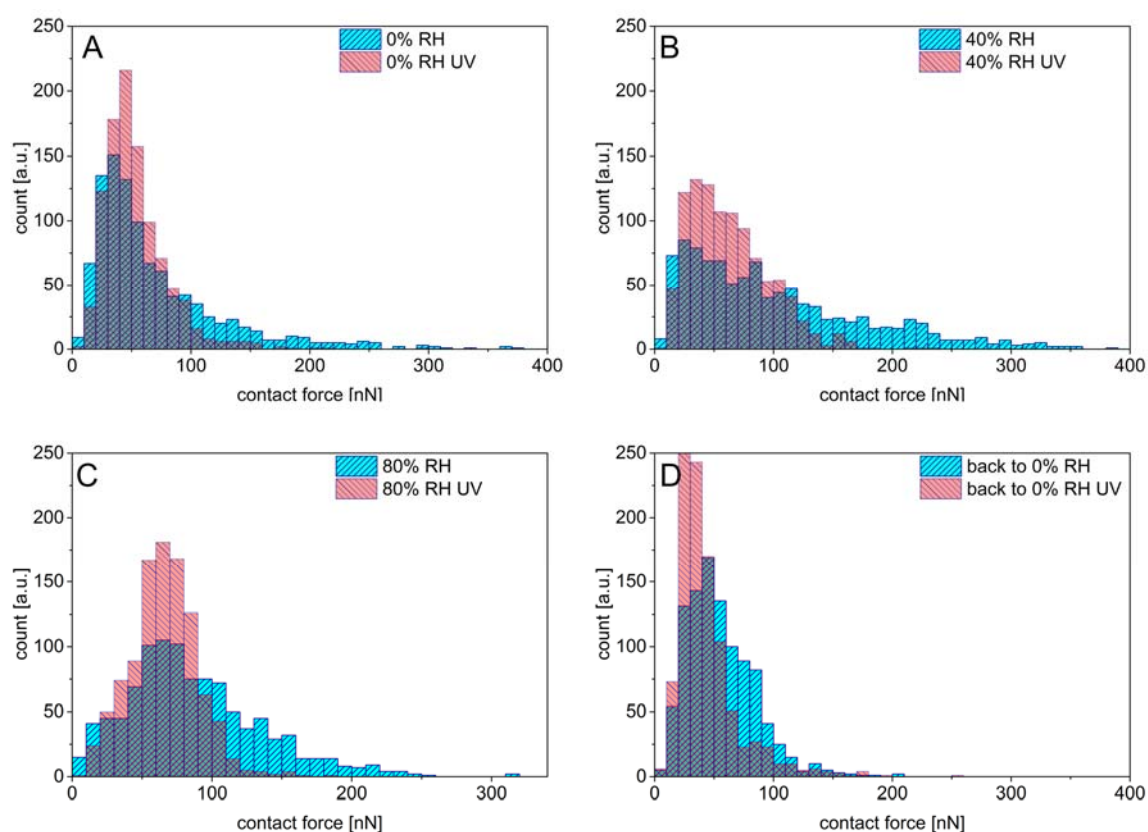 A
0% RH
0% RH UV
250
200
150
100
50
0
count [a.u.]
0 100 200 300 400
contact force [nN]
B
40% RH
40% RH UV
250
200
150
100
50
0
count [a.u.]
0 100 200 300 400
contact force [nN]
C
80% RH
80% RH UV
250
200
150
100
50
0
count [a.u.]
0 100 200 300
contact force [nN]
D
back to 0% RH
back to 0% RH UV
250
200
150
100
50
0
count [a.u.]
0 100 200 300 400
contact force [nN]